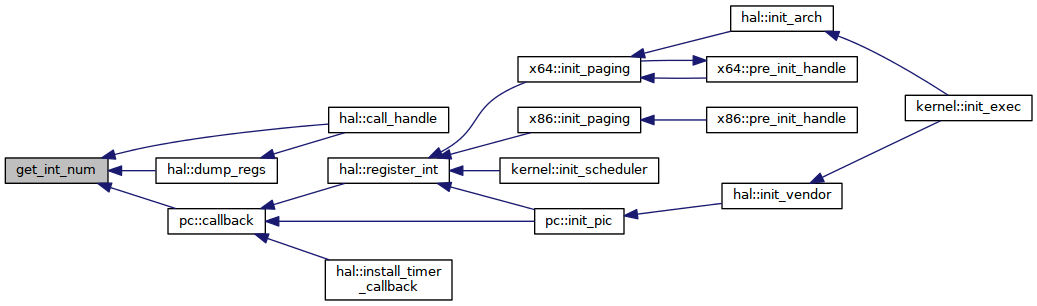 hal::init_arch
x64::init_paging
x64::pre_init_handle
kernel::init_exec
hal::call_handle
x86::init_paging
x86::pre_init_handle
get_int_num
hal::dump_regs
hal::register_int
kernel::init_scheduler
hal::init_vendor
pc::callback
pc::init_pic
hal::install_timer
_callback